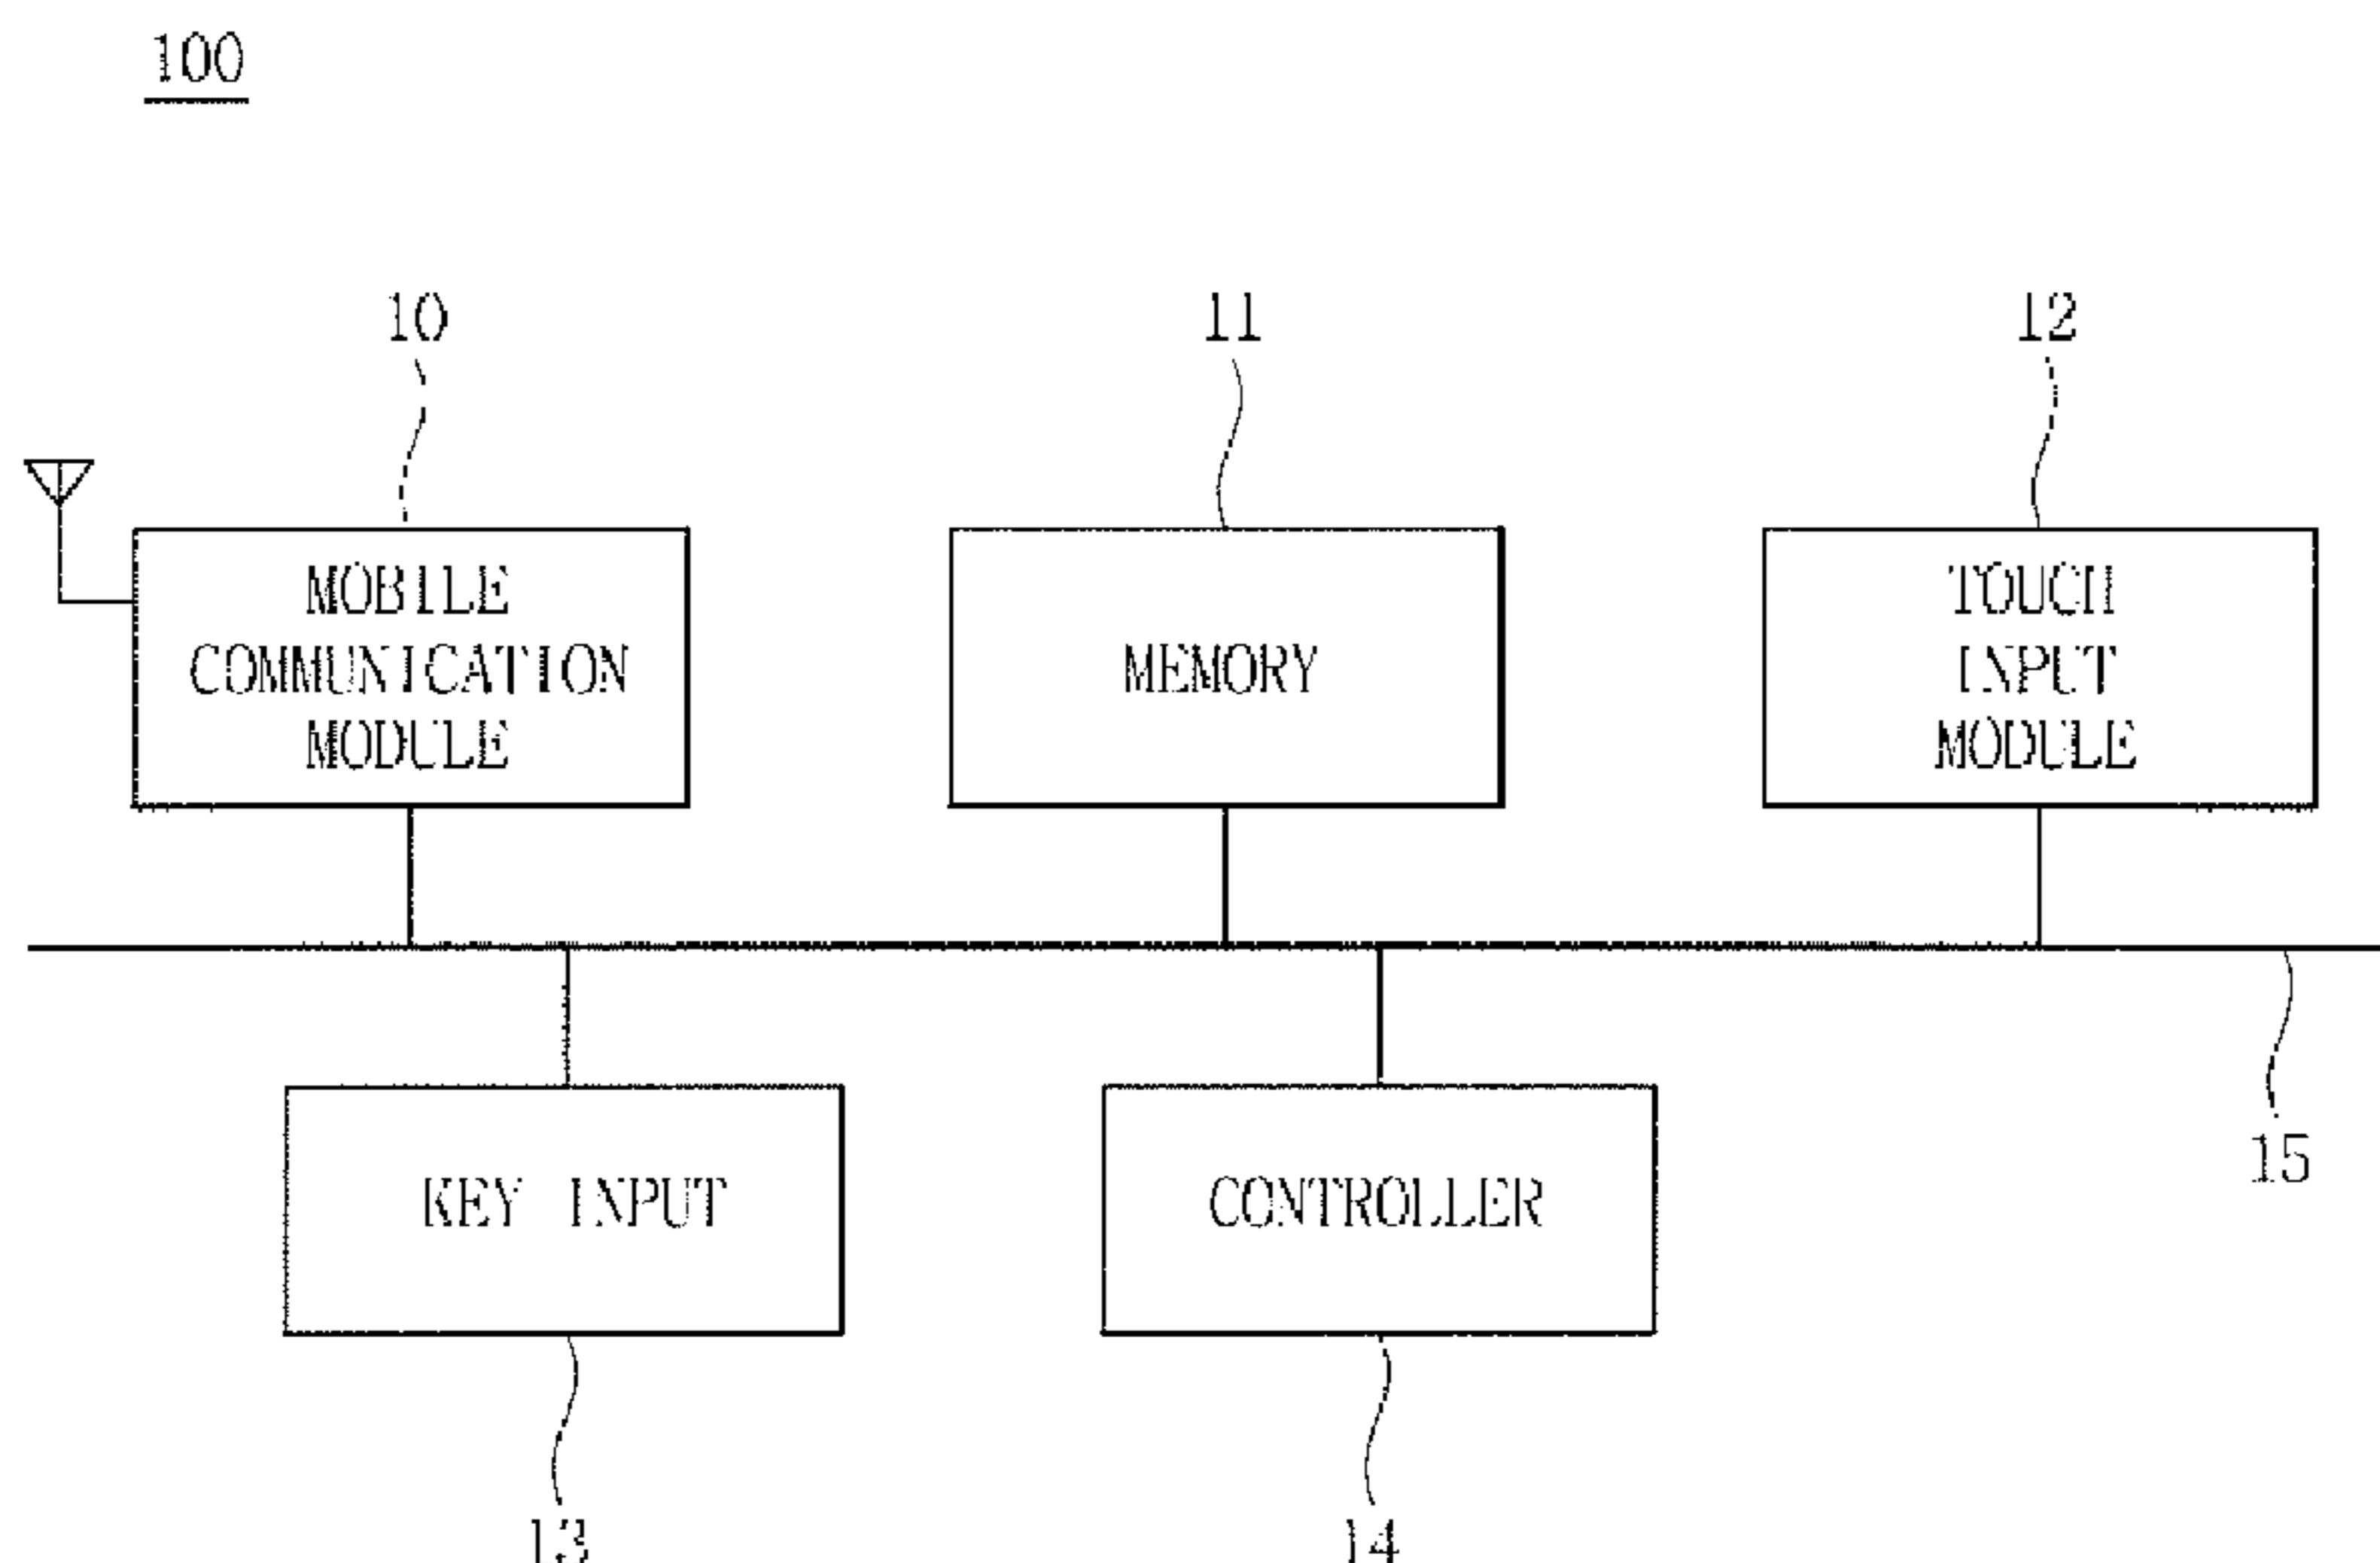 100
10
11
12
MOBILE
COMMUNICATION
MODULE
MEMORY
TOUCH
INPUT
MODULE
KEY INPUT
CONTROLLER
15
13
14